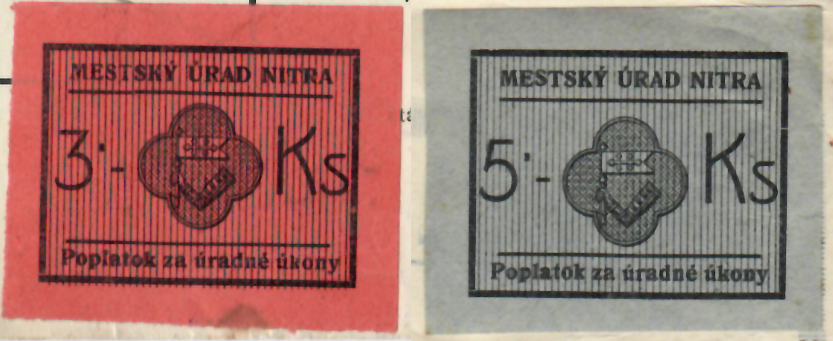 MESTSKÝ ÚRAD NITRA
3·- Ks
Poplatok za úradné úkony
MESTSKÝ ÚRAD NITRA
5·- Ks
Poplatok za úradné úkony